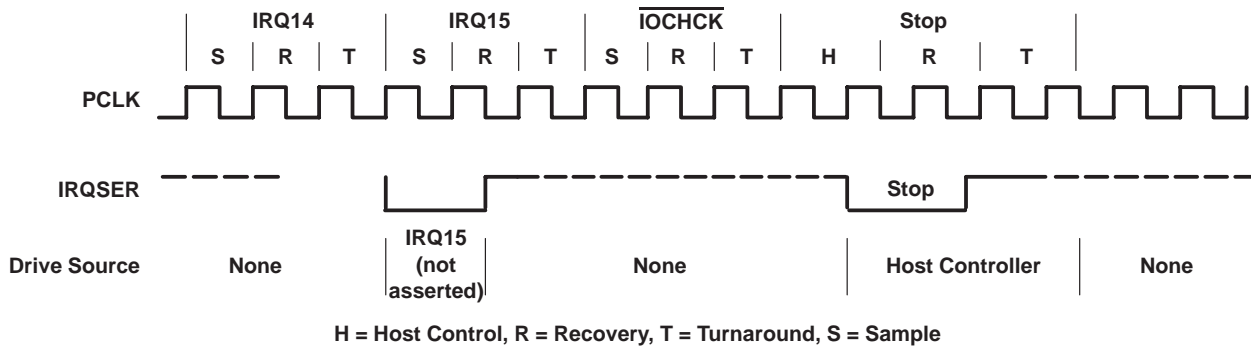 IRQ14 IRQ15 IOCHCK Stop
S R T S R T S R T H R T
PCLK
IRQSER Stop
Drive Source None IRQ15 (not asserted) None Host Controller None
H = Host Control, R = Recovery, T = Turnaround, S = Sample